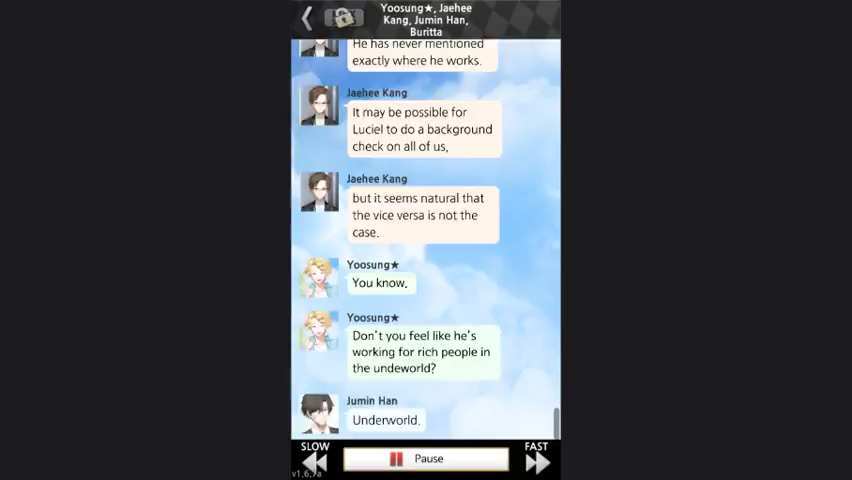 Yoosung★, Jaehee
Kang, Jumin Han,
Buritta
He has never mentioned
exactly where he works.
Jaehee Kang
It may be possible for
Luciel to do a background
check on all of us,
Jaehee Kang
but it seems natural that
the vice versa is not the
case.
Yoosung★
You know.
Yoosung★
Don't you feel like he's
working for rich people in
the undeworld?
Jumin Han
Underworld.
SLOW
Pause
FAST